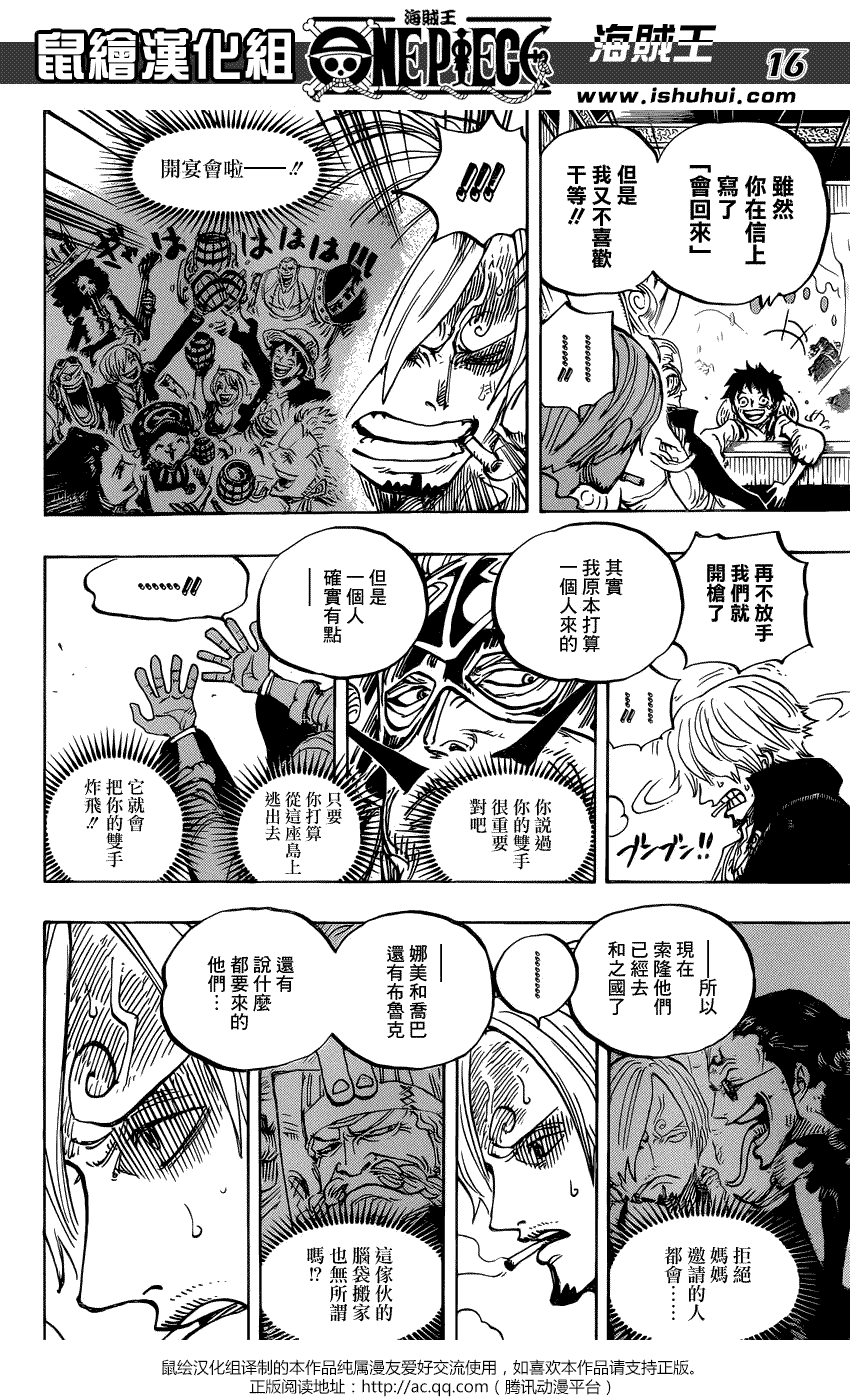 鼠繪漢化組
海賊王
ONE PIECE
海賊王
16
www.ishuhui.com
雖然
你在信上
寫了
「會回來」
但是
我又不喜歡
干等!!
………!!
!!!
開宴會啦——!!
ぎゃはははは!!!
再不放手
我們就
開槍了
………!!
ブンブン!!
其實
我原本打算
一個人來的
但是
一個人
確實有點
——
你説過
你的雙手
很重要
對吧
………!!
只要
你打算
從這座島上
逃出去
它就會
把你的雙手
炸飛!!
——所以
現在
索隆他們
已經去
和之國了
拒絕
媽媽
邀請的人
都會……
………
——
娜美和喬巴
還有布魯克
這傢伙的
腦袋搬家
也無所謂
嗎!?
還有
說什麼
都要來的
他們…
鼠绘汉化组译制的本作品纯属漫友爱好交流使用，如喜欢本作品请支持正版。
正版阅读地址：http://ac.qq.com（腾讯动漫平台）